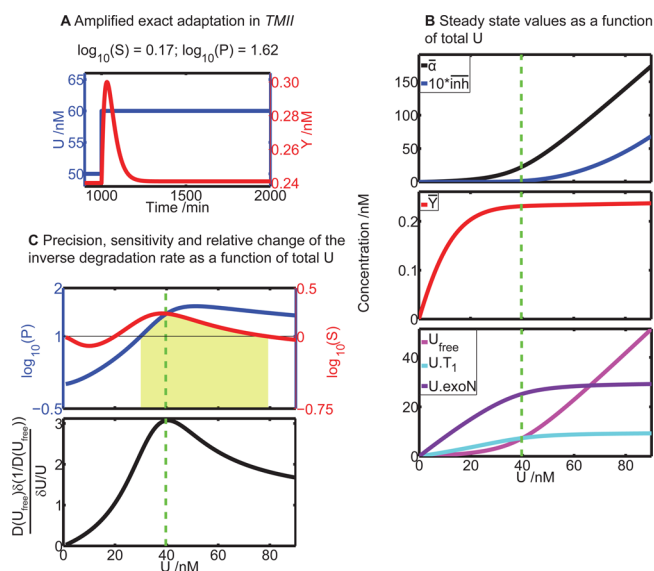 A Amplified exact adaptation in TMII
log₁₀(S) = 0.17; log₁₀(P) = 1.62
65
60
55
50
U /nM
0.30
0.28
0.26
0.24
Y /nM
1000 1500 2000
Time /min
B Steady state values as a function
of total U
ᾱ
10*i̅n̅h̅
150
100
50
0
Y̅
0.2
0.1
0
Concentration /nM
U_free
U.T₁
U.exoN
40
20
0
0 20 40 60 80
U /nM
C Precision, sensitivity and relative change of the
inverse degradation rate as a function of total U
2
1
−0.5
log₁₀(P)
0.5
0
−0.75
log₁₀(S)
D(U_free)δ(1/D(U_free))
δU/U
3
2
1
0
0 20 40 60 80
U /nM